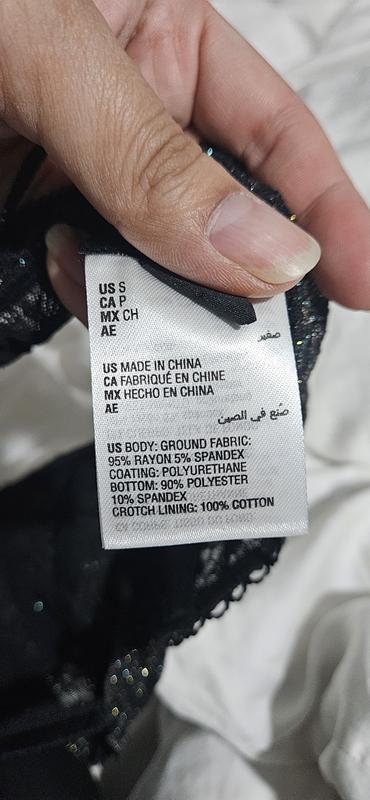 US S
CA P
MX CH
AE
صغير
US MADE IN CHINA
CA FABRIQUÉ EN CHINE
MX HECHO EN CHINA
AE
صُنع في الصين
US BODY: GROUND FABRIC:
95% RAYON 5% SPANDEX
COATING: POLYURETHANE
BOTTOM: 90% POLYESTER
10% SPANDEX
CROTCH LINING: 100% COTTON